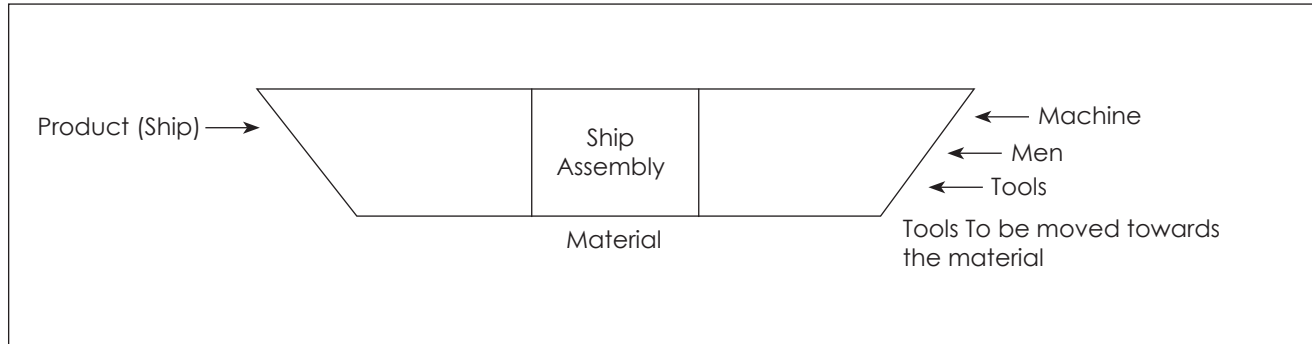 Product (Ship)
Ship
Assembly
Machine
Men
Tools
Material
Tools To be moved towards
the material